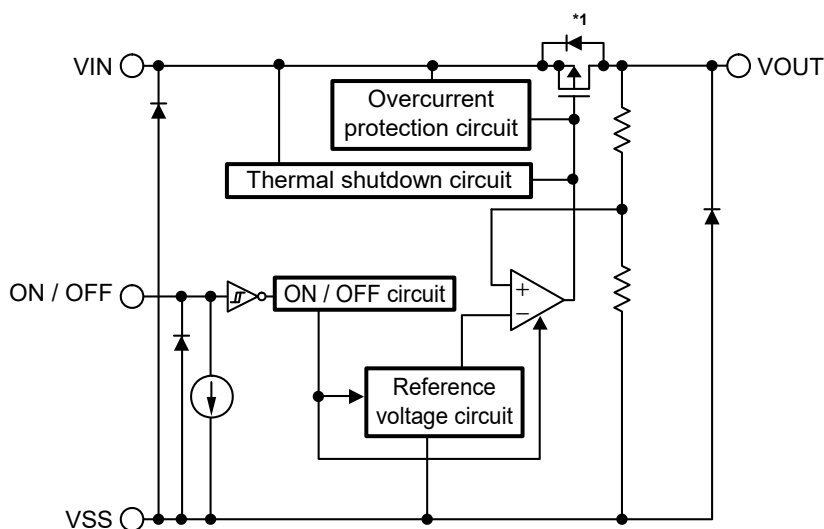 *1
VIN
VOUT
Overcurrent
protection circuit
Thermal shutdown circuit
ON / OFF
ON / OFF circuit
+
−
Reference
voltage circuit
VSS